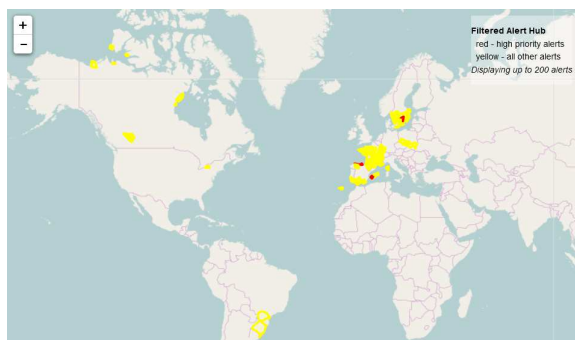 +
−
Filtered Alert Hub
red - high priority alerts
yellow - all other alerts
Displaying up to 200 alerts